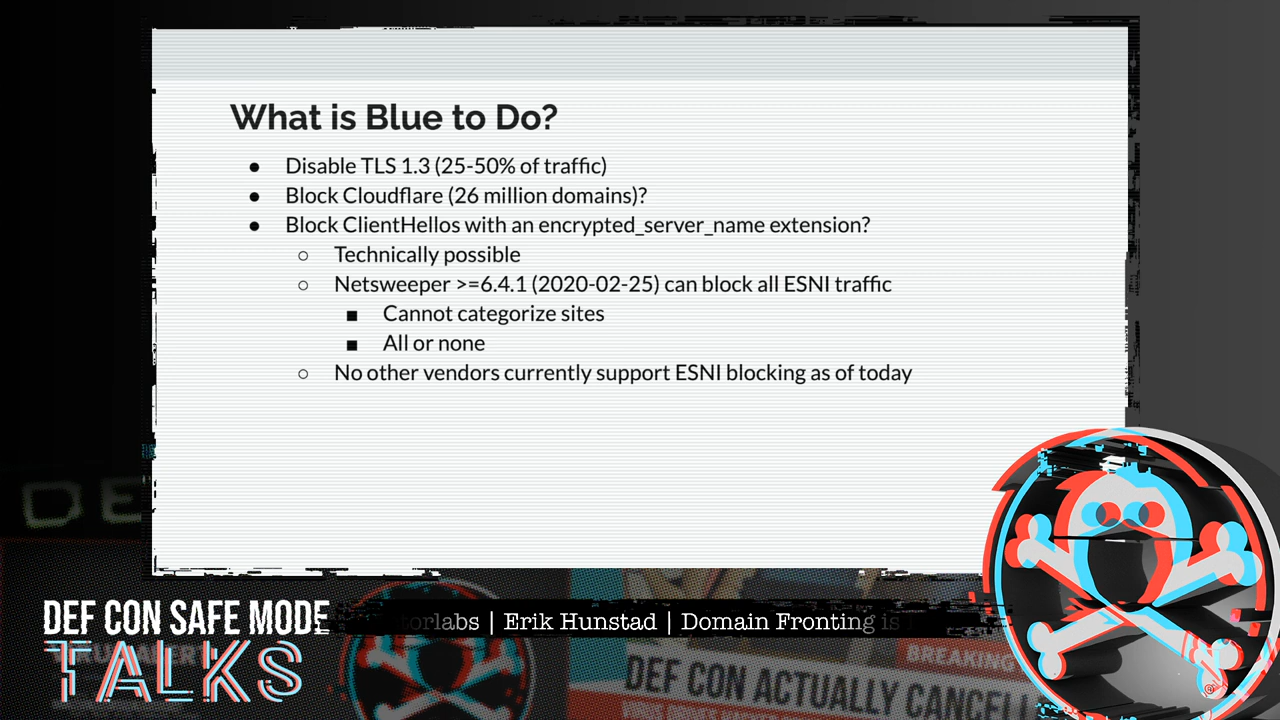 What is Blue to Do?
● Disable TLS 1.3 (25-50% of traffic)
● Block Cloudflare (26 million domains)?
● Block ClientHellos with an encrypted_server_name extension?
○ Technically possible
○ Netsweeper >=6.4.1 (2020-02-25) can block all ESNI traffic
■ Cannot categorize sites
■ All or none
○ No other vendors currently support ESNI blocking as of today
DEF CON SAFE MODE
TALKS
torlabs | Erik Hunstad | Domain Fronting is
BREAKING
DEF CON ACTUALLY CANCELL